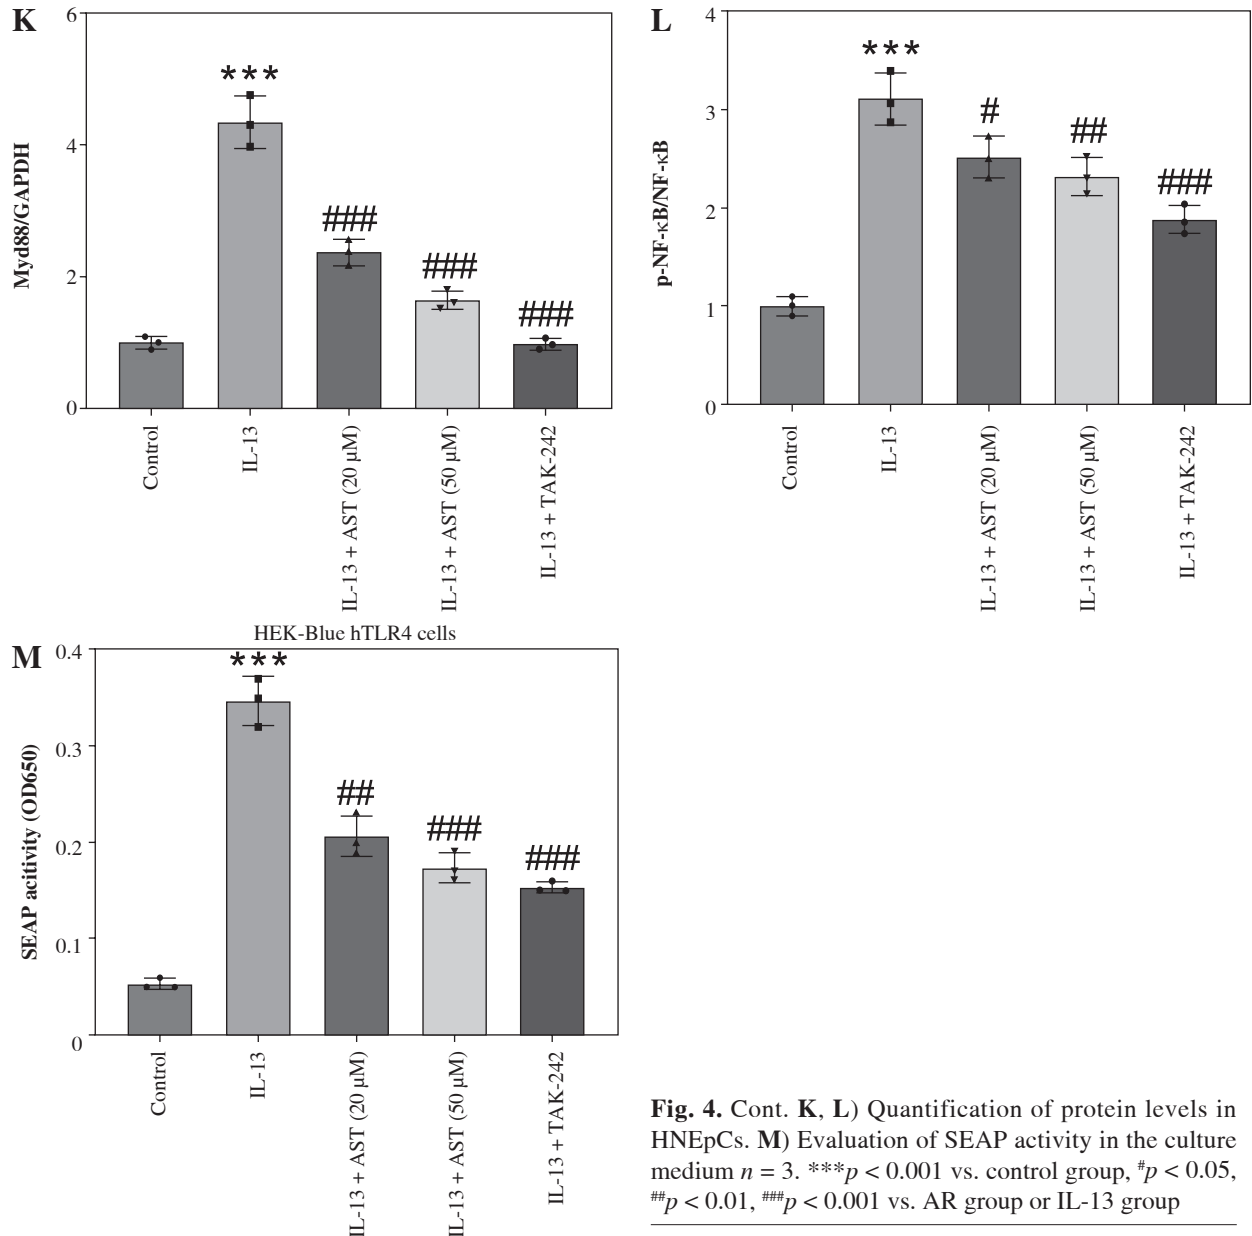 K
Myd88/GAPDH
6
4
2
0
***
###
###
###
Control
IL-13
IL-13 + AST (20 µM)
IL-13 + AST (50 µM)
IL-13 + TAK-242
L
p-NF-κB/NF-κB
4
3
2
1
0
***
#
##
###
Control
IL-13
IL-13 + AST (20 µM)
IL-13 + AST (50 µM)
IL-13 + TAK-242
M
HEK-Blue hTLR4 cells
SEAP acitivity (OD650)
0.4
0.3
0.2
0.1
0
***
##
###
###
Control
IL-13
IL-13 + AST (20 µM)
IL-13 + AST (50 µM)
IL-13 + TAK-242
Fig. 4. Cont. K, L) Quantification of protein levels in
HNEpCs. M) Evaluation of SEAP activity in the culture
medium n = 3. ***p < 0.001 vs. control group, #p < 0.05,
##p < 0.01, ###p < 0.001 vs. AR group or IL-13 group